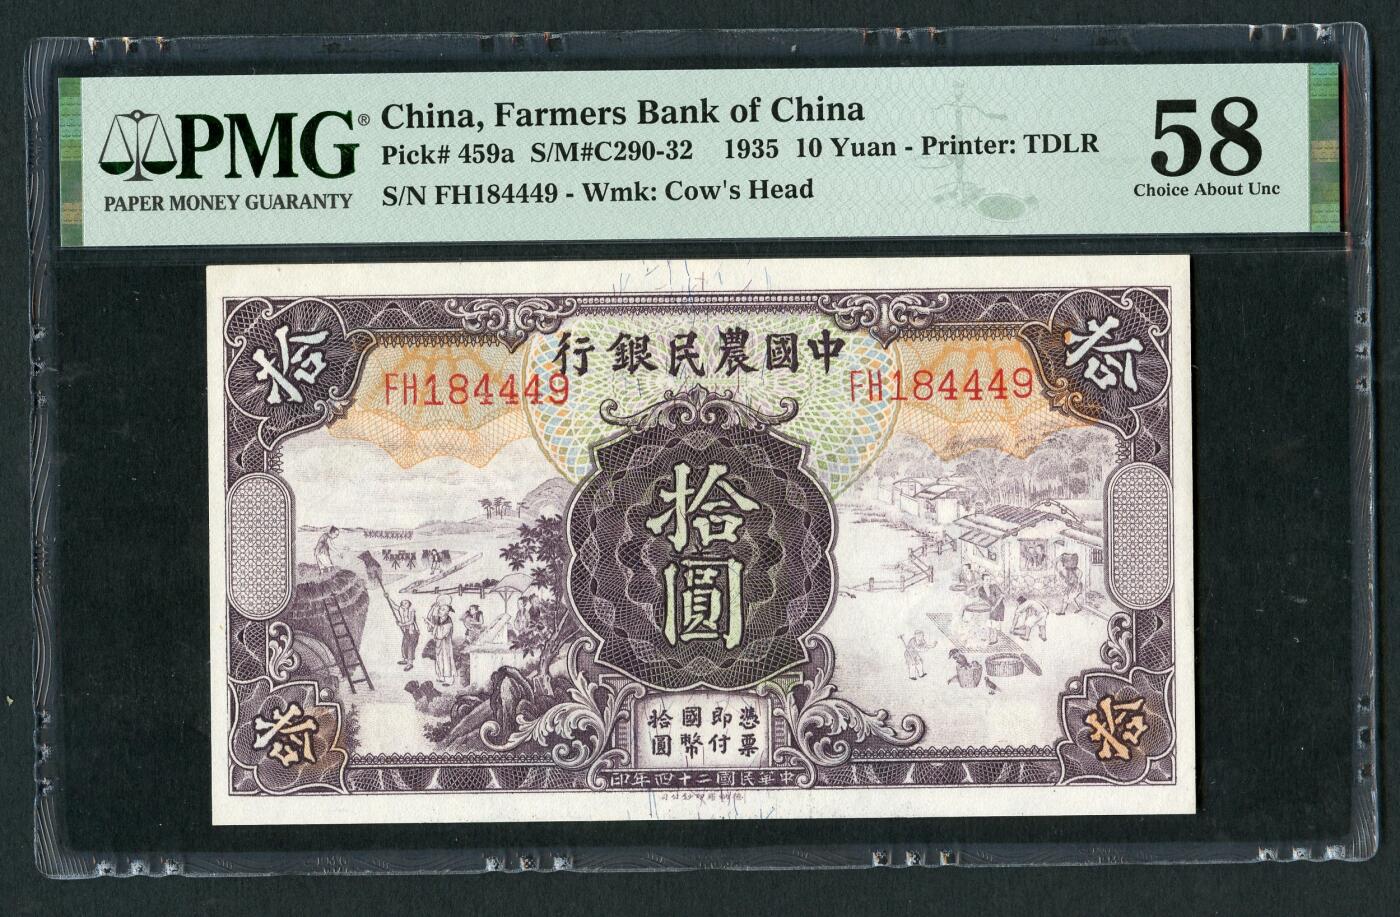 PMG®
PAPER MONEY GUARANTY
China, Farmers Bank of China
Pick# 459a S/M#C290-32 1935 10 Yuan - Printer: TDLR
S/N FH184449 - Wmk: Cow's Head
58
Choice About Unc
拾
行銀民農國中
拾
FH184449
FH184449
拾
圓
憑票
即付
國幣
拾圓
拾
拾
印年四十二國民華中